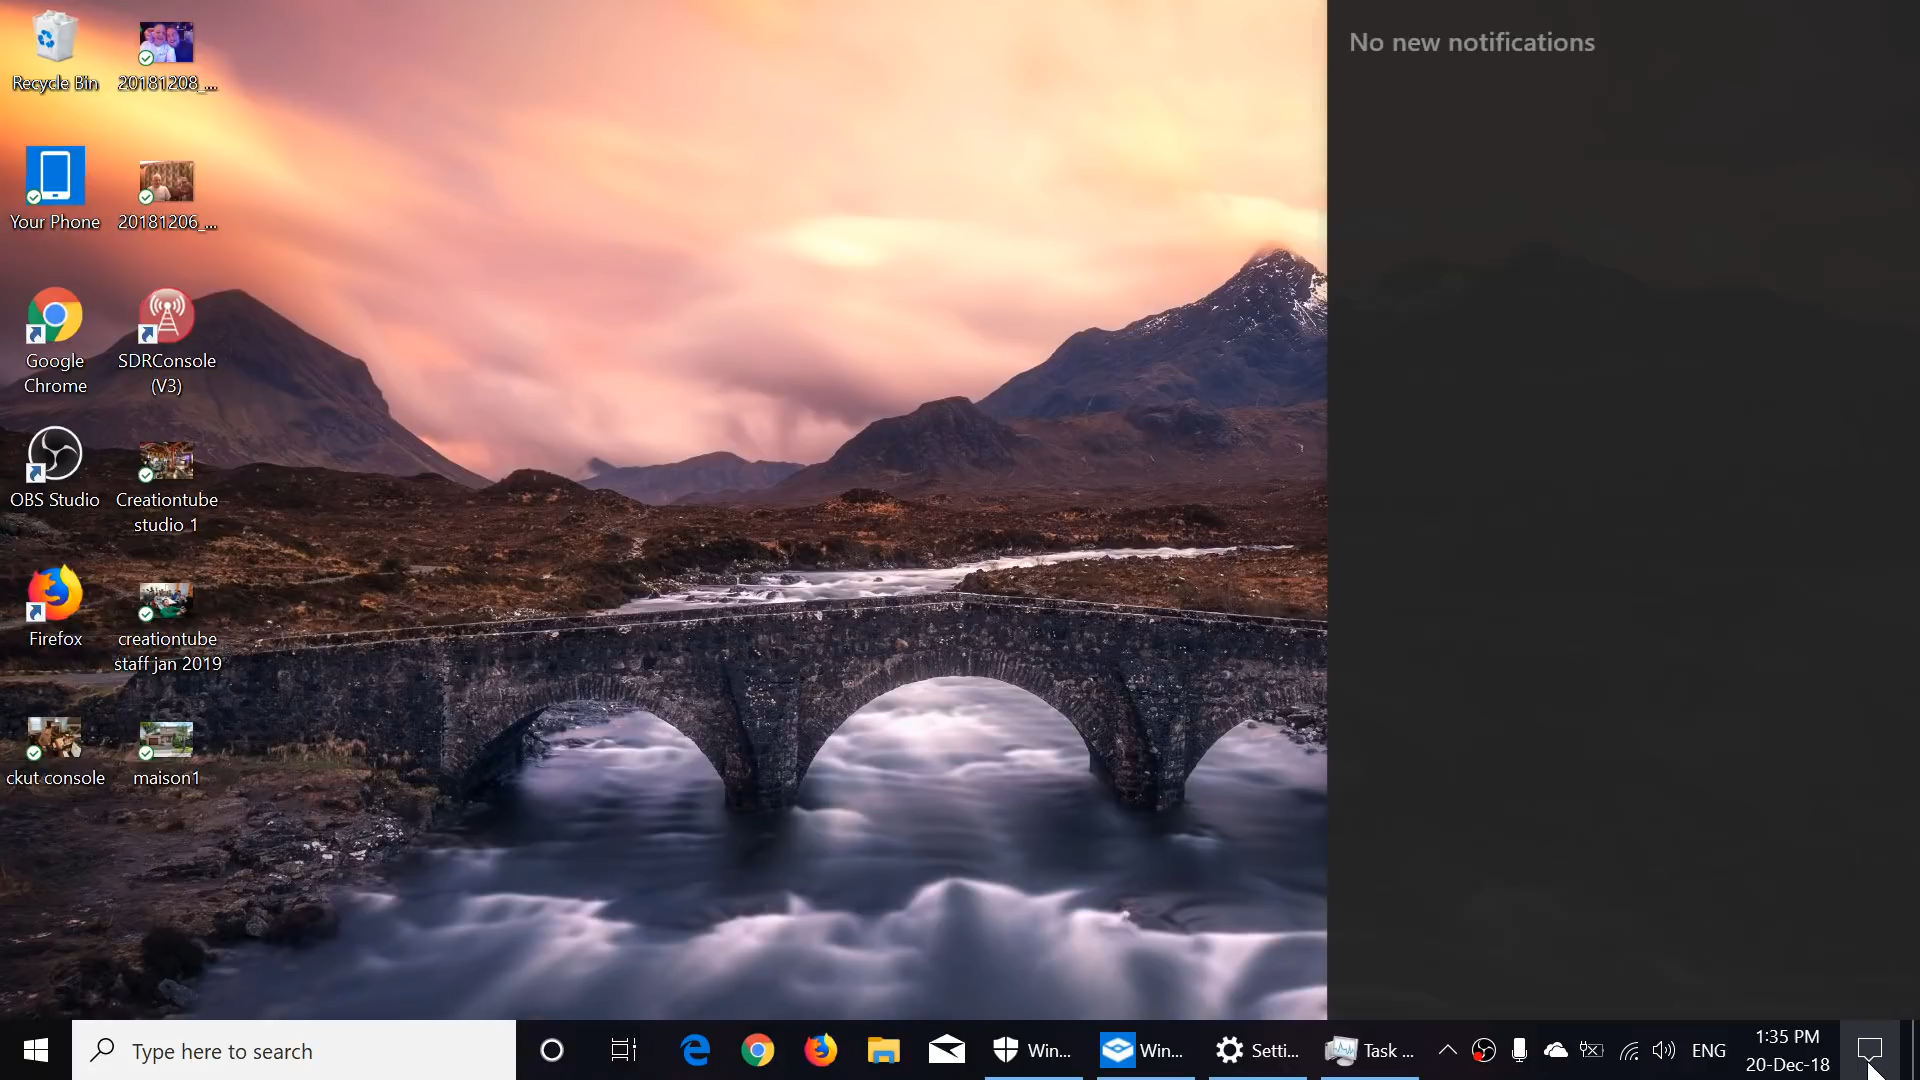 No new notifications
Recycle Bin
20181208_...
Your Phone
20181206_...
Google
Chrome
SDRConsole
(V3)
OBS Studio
Creationtube
studio 1
Firefox
creationtube
staff jan 2019
ckut console
maison1
Type here to search
Win...
Win...
Setti...
Task ...
ENG
1:35 PM
20-Dec-18